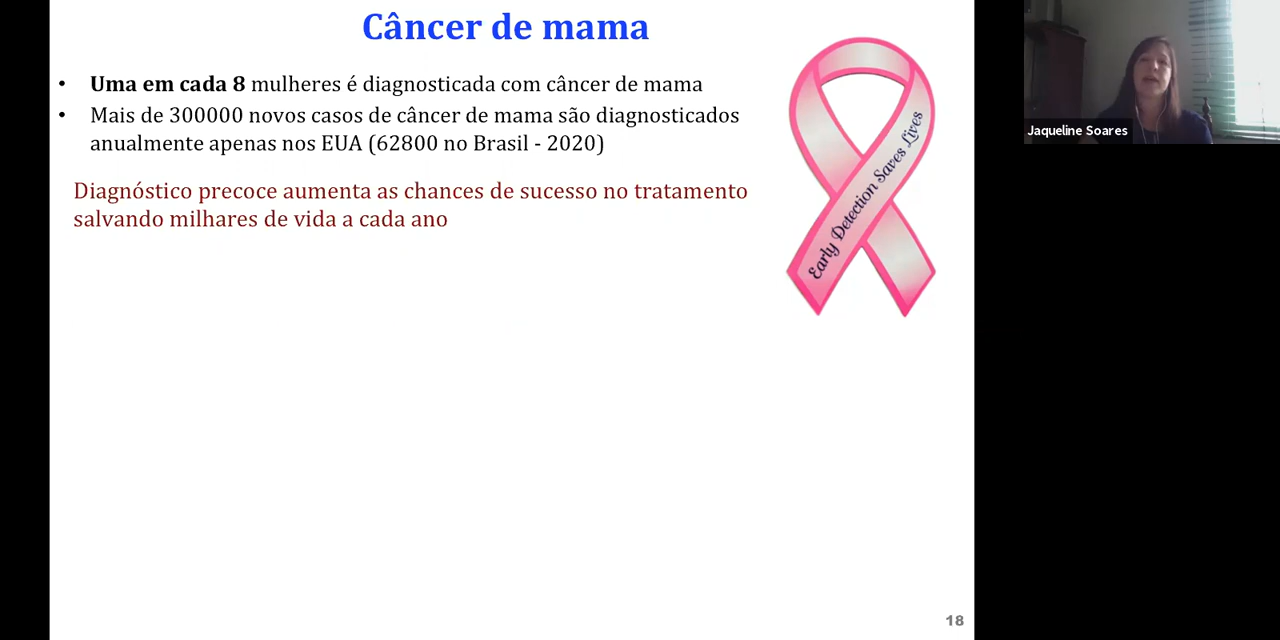 Câncer de mama
• Uma em cada 8 mulheres é diagnosticada com câncer de mama
• Mais de 300000 novos casos de câncer de mama são diagnosticados
anualmente apenas nos EUA (62800 no Brasil - 2020)
Diagnóstico precoce aumenta as chances de sucesso no tratamento
salvando milhares de vida a cada ano
Early Detection Saves Lives
Jaqueline Soares
18